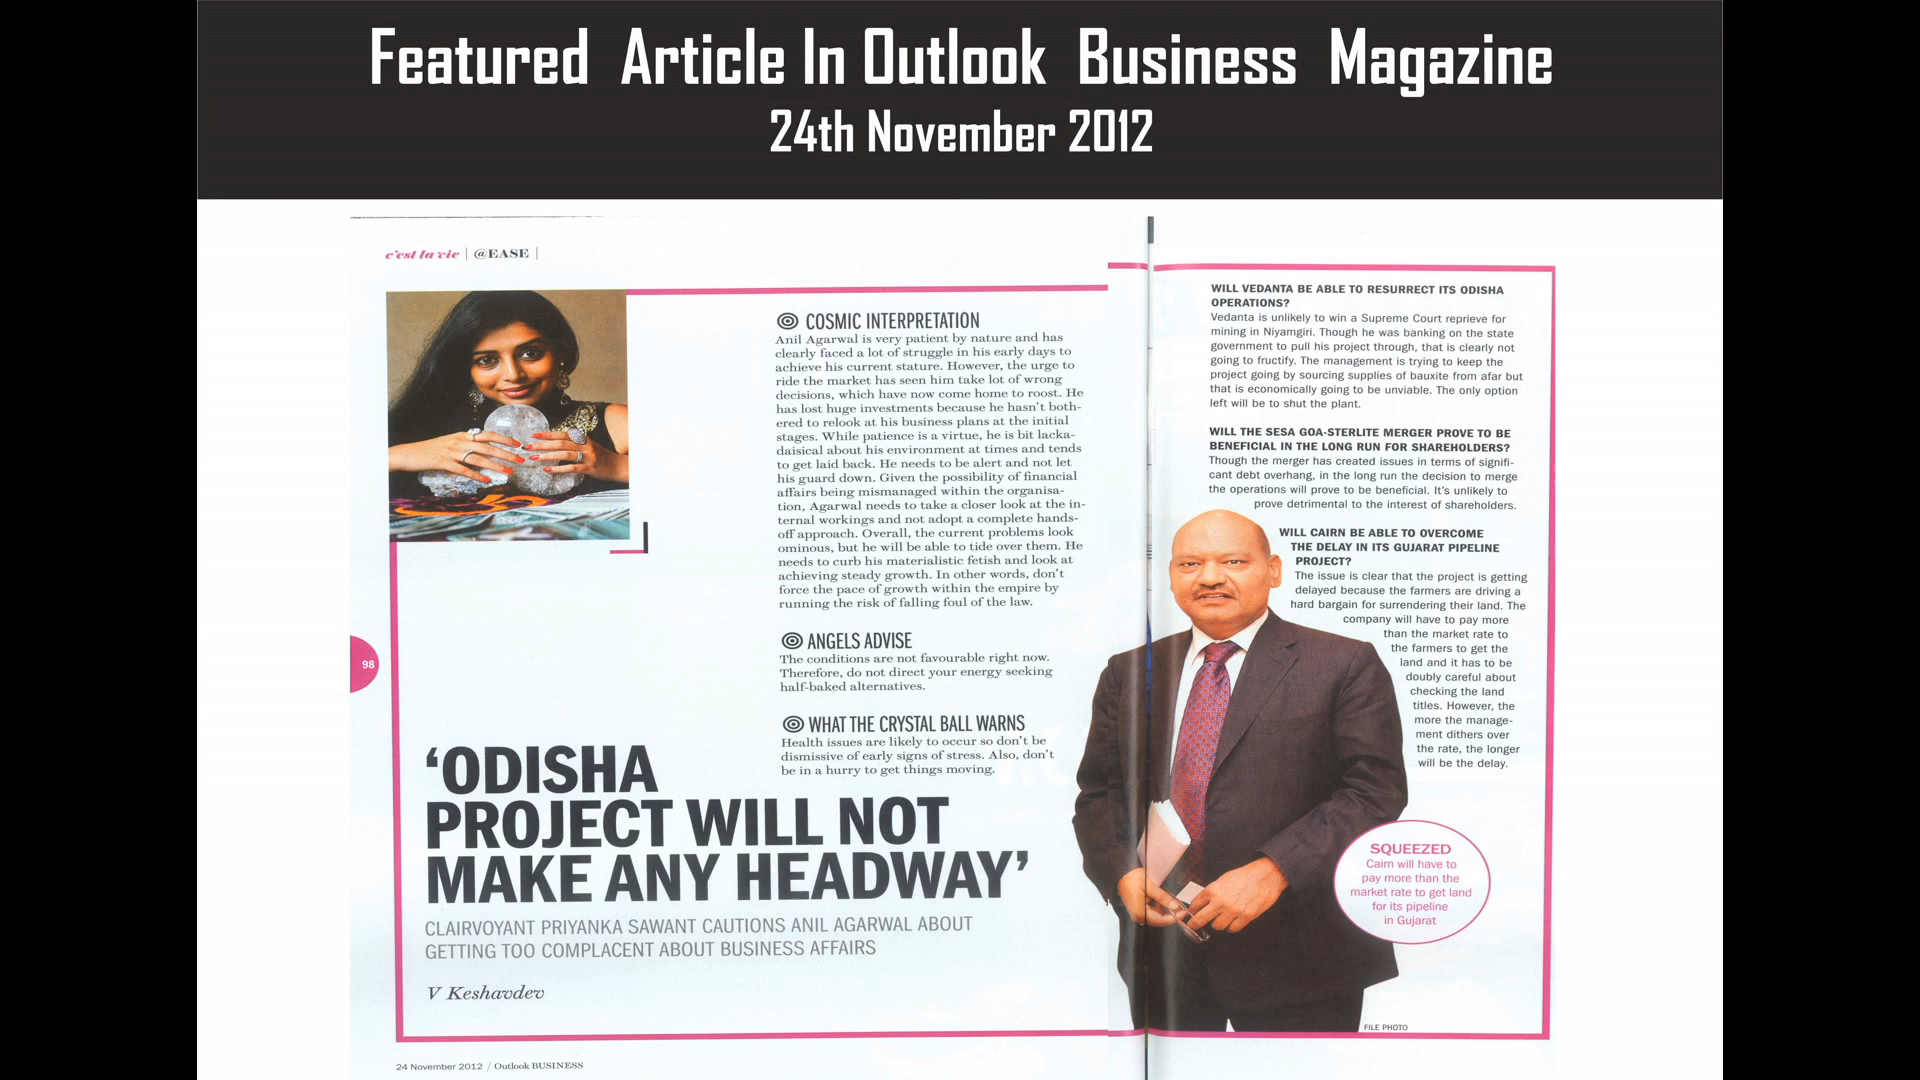 Featured Article In Outlook Business Magazine
24th November 2012
c'est la vie | @EASE |
COSMIC INTERPRETATION
Anil Agarwal is very patient by nature and has
clearly faced a lot of struggle in his early days to
achieve his current stature. However, the urge to
ride the market has seen him take lot of wrong
decisions, which have now come home to roost. He
has lost huge investments because he hasn't both-
ered to relook at his business plans at the initial
stages. While patience is a virtue, he is bit lacka-
daisical about his environment at times and tends
to get laid back. He needs to be alert and not let
his guard down. Given the possibility of financial
affairs being mismanaged within the organisa-
tion, Agarwal needs to take a closer look at the in-
ternal workings and not adopt a complete hands-
off approach. Overall, the current problems look
ominous, but he will be able to tide over them. He
needs to curb his materialistic fetish and look at
achieving steady growth. In other words, don't
force the pace of growth within the empire by
running the risk of falling foul of the law.
ANGELS ADVISE
The conditions are not favourable right now.
Therefore, do not direct your energy seeking
half-baked alternatives.
WHAT THE CRYSTAL BALL WARNS
Health issues are likely to occur so don't be
dismissive of early signs of stress. Also, don't
be in a hurry to get things moving.
98
'ODISHA
PROJECT WILL NOT
MAKE ANY HEADWAY'
CLAIRVOYANT PRIYANKA SAWANT CAUTIONS ANIL AGARWAL ABOUT
GETTING TOO COMPLACENT ABOUT BUSINESS AFFAIRS
V Keshavdev
24 November 2012 / Outlook BUSINESS
WILL VEDANTA BE ABLE TO RESURRECT ITS ODISHA
OPERATIONS?
Vedanta is unlikely to win a Supreme Court reprieve for
mining in Niyamgiri. Though he was banking on the state
government to pull his project through, that is clearly not
going to fructify. The management is trying to keep the
project going by sourcing supplies of bauxite from afar but
that is economically going to be unviable. The only option
left will be to shut the plant.
WILL THE SESA GOA-STERLITE MERGER PROVE TO BE
BENEFICIAL IN THE LONG RUN FOR SHAREHOLDERS?
Though the merger has created issues in terms of signifi-
cant debt overhang, in the long run the decision to merge
the operations will prove to be beneficial. It's unlikely to
prove detrimental to the interest of shareholders.
WILL CAIRN BE ABLE TO OVERCOME
THE DELAY IN ITS GUJARAT PIPELINE
PROJECT?
The issue is clear that the project is getting
delayed because the farmers are driving a
hard bargain for surrendering their land. The
company will have to pay more
than the market rate to
the farmers to get the
land and it has to be
doubly careful about
checking the land
titles. However, the
more the manage-
ment dithers over
the rate, the longer
will be the delay.
SQUEEZED
Cairn will have to
pay more than the
market rate to get land
for its pipeline
in Gujarat
FILE PHOTO